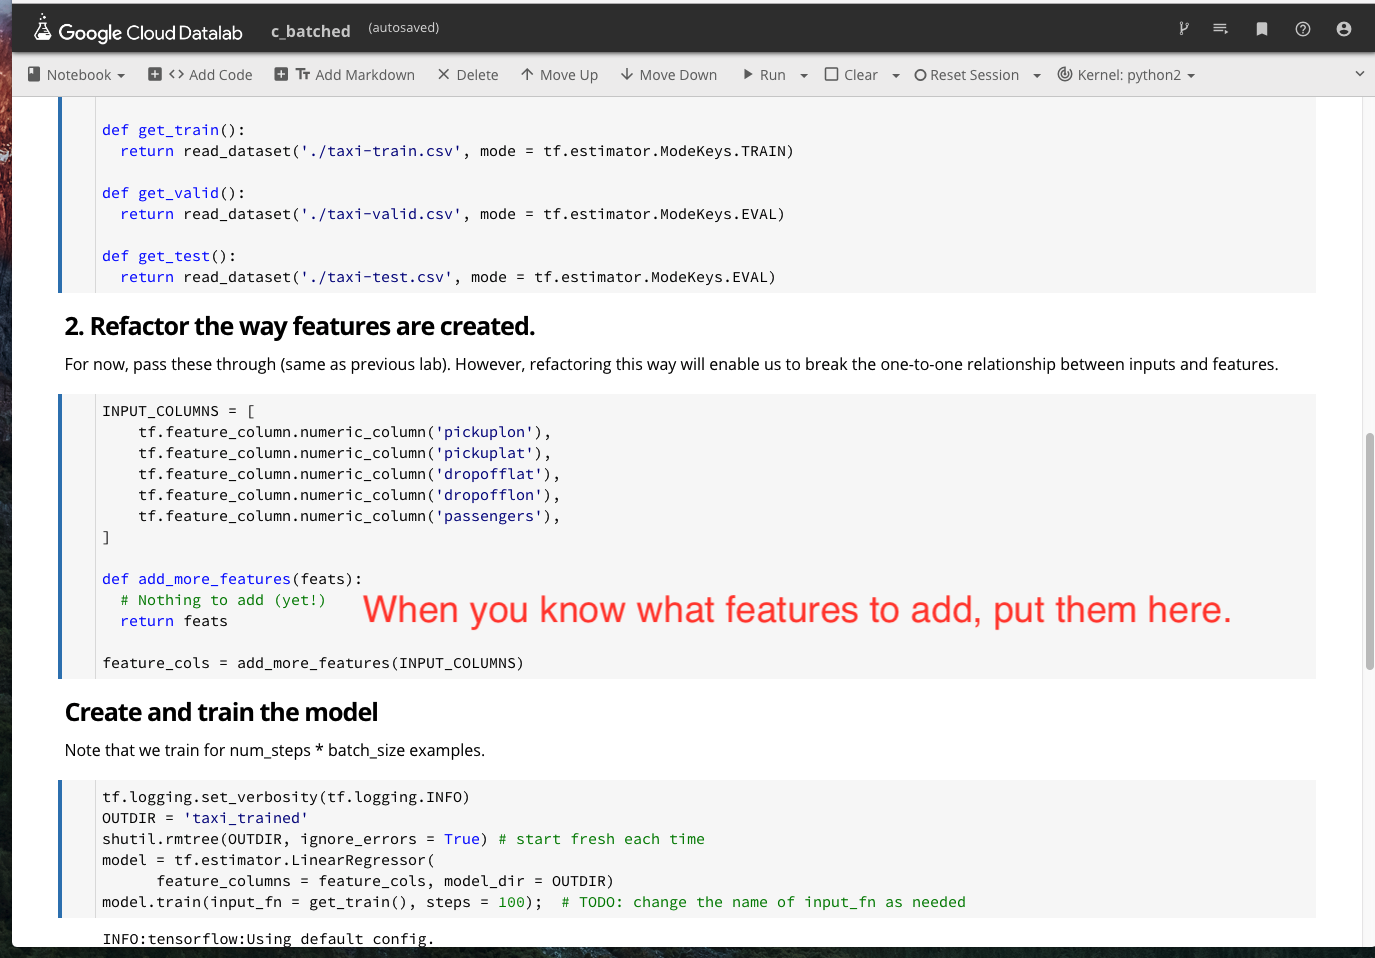 Google Cloud Datalab c_batched (autosaved)
Notebook <> Add Code Tr Add Markdown Delete Move Up Move Down Run Clear Reset Session Kernel: python2
def get_train():
  return read_dataset('./taxi-train.csv', mode = tf.estimator.ModeKeys.TRAIN)
def get_valid():
  return read_dataset('./taxi-valid.csv', mode = tf.estimator.ModeKeys.EVAL)
def get_test():
  return read_dataset('./taxi-test.csv', mode = tf.estimator.ModeKeys.EVAL)
2. Refactor the way features are created.
For now, pass these through (same as previous lab). However, refactoring this way will enable us to break the one-to-one relationship between inputs and features.
INPUT_COLUMNS = [
    tf.feature_column.numeric_column('pickuplon'),
    tf.feature_column.numeric_column('pickuplat'),
    tf.feature_column.numeric_column('dropofflat'),
    tf.feature_column.numeric_column('dropofflon'),
    tf.feature_column.numeric_column('passengers'),
]
def add_more_features(feats):
  # Nothing to add (yet!)
When you know what features to add, put them here.
  return feats
feature_cols = add_more_features(INPUT_COLUMNS)
Create and train the model
Note that we train for num_steps * batch_size examples.
tf.logging.set_verbosity(tf.logging.INFO)
OUTDIR = 'taxi_trained'
shutil.rmtree(OUTDIR, ignore_errors = True) # start fresh each time
model = tf.estimator.LinearRegressor(
      feature_columns = feature_cols, model_dir = OUTDIR)
model.train(input_fn = get_train(), steps = 100);  # TODO: change the name of input_fn as needed
INFO:tensorflow:Using default config.